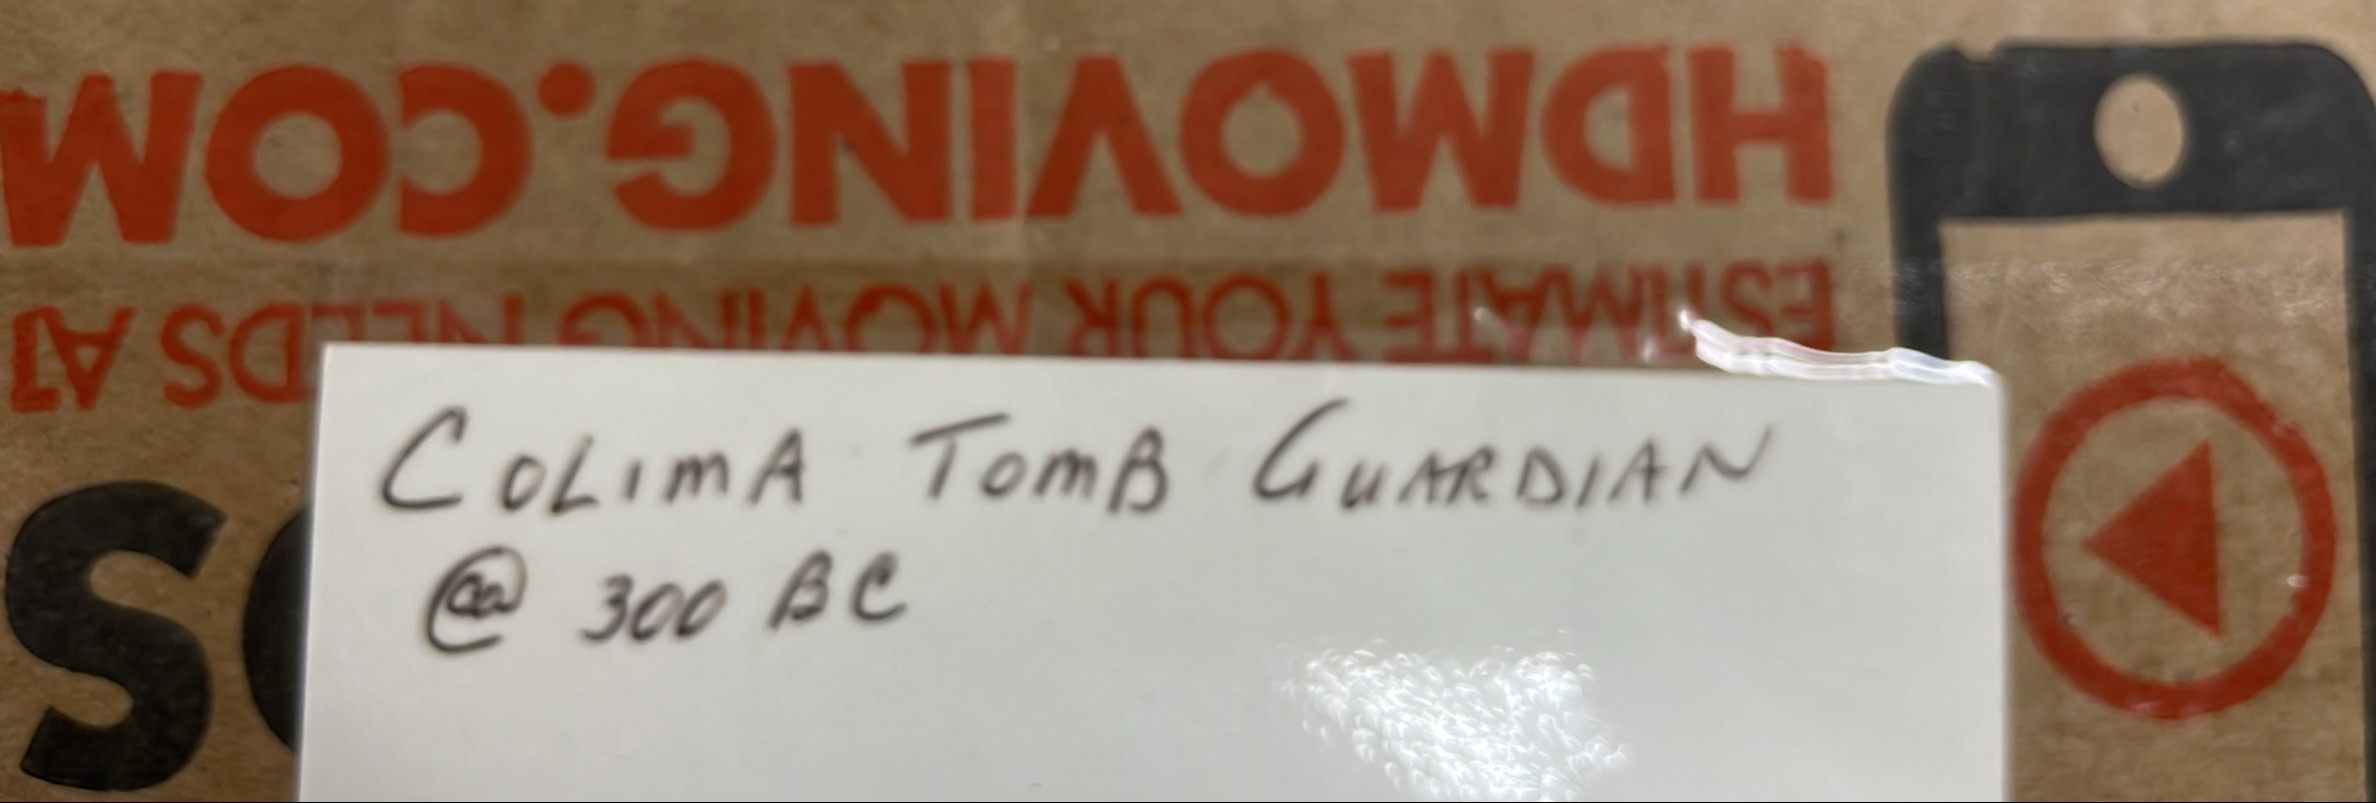 HDMOVING.COM
ESTIMATE YOUR MOVING NEEDS AT
COLIMA TOMB GUARDIAN
@ 300 BC